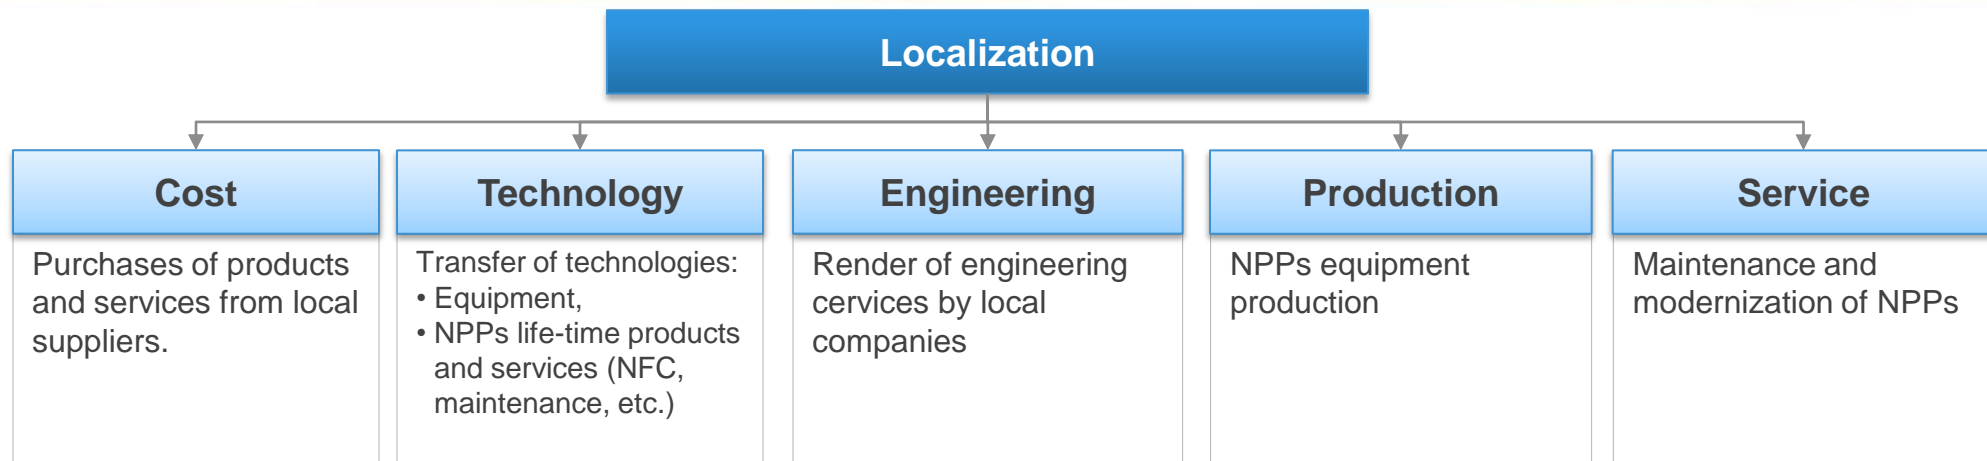 Localization
Cost
Purchases of products
and services from local
suppliers.
Technology
Transfer of technologies:
• Equipment,
• NPPs life-time products
and services (NFC,
maintenance, etc.)
Engineering
Render of engineering
cervices by local
companies
Production
NPPs equipment
production
Service
Maintenance and
modernization of NPPs